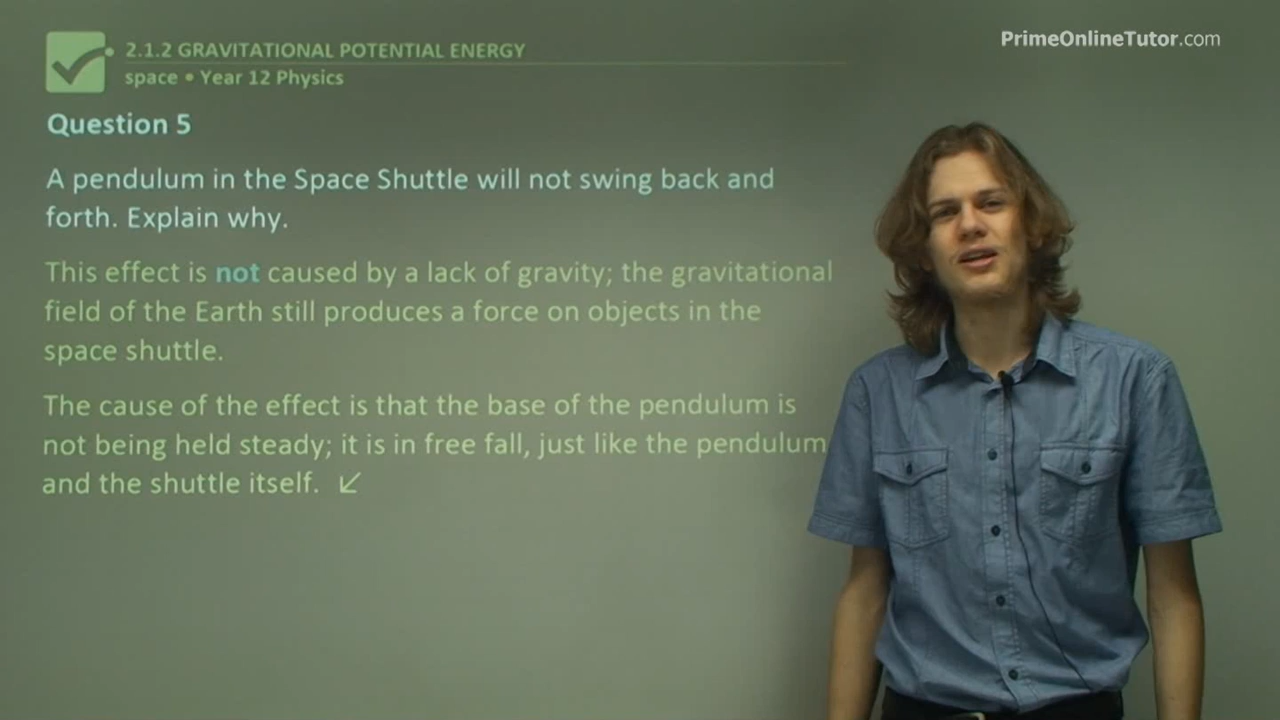 PrimeOnlineTutor.com
2.1.2 GRAVITATIONAL POTENTIAL ENERGY
space • Year 12 Physics
Question 5
A pendulum in the Space Shuttle will not swing back and
forth. Explain why.
This effect is not caused by a lack of gravity; the gravitational
field of the Earth still produces a force on objects in the
space shuttle.
The cause of the effect is that the base of the pendulum is
not being held steady; it is in free fall, just like the pendulum
and the shuttle itself. ↙